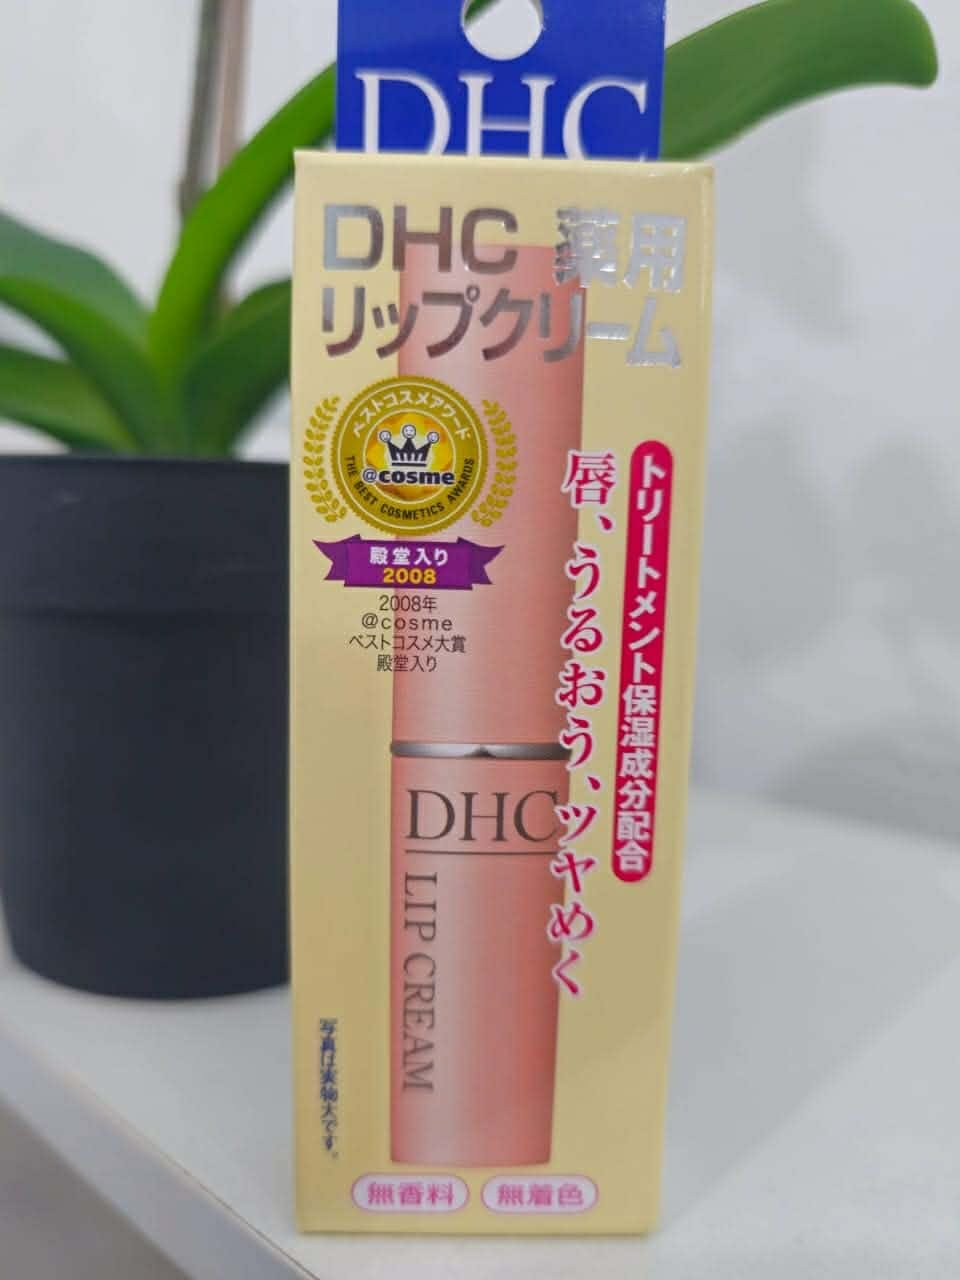 DHC
DHC 薬用
リップクリーム
ベストコスメアワード
@cosme
THE BEST COSMETICS AWARDS
殿堂入り
2008
2008年
@cosme
ベストコスメ大賞
殿堂入り
トリートメント保湿成分配合
唇、うるおう、ツヤめく
DHC
LIP CREAM
写真は実物大です。
無香料
無着色